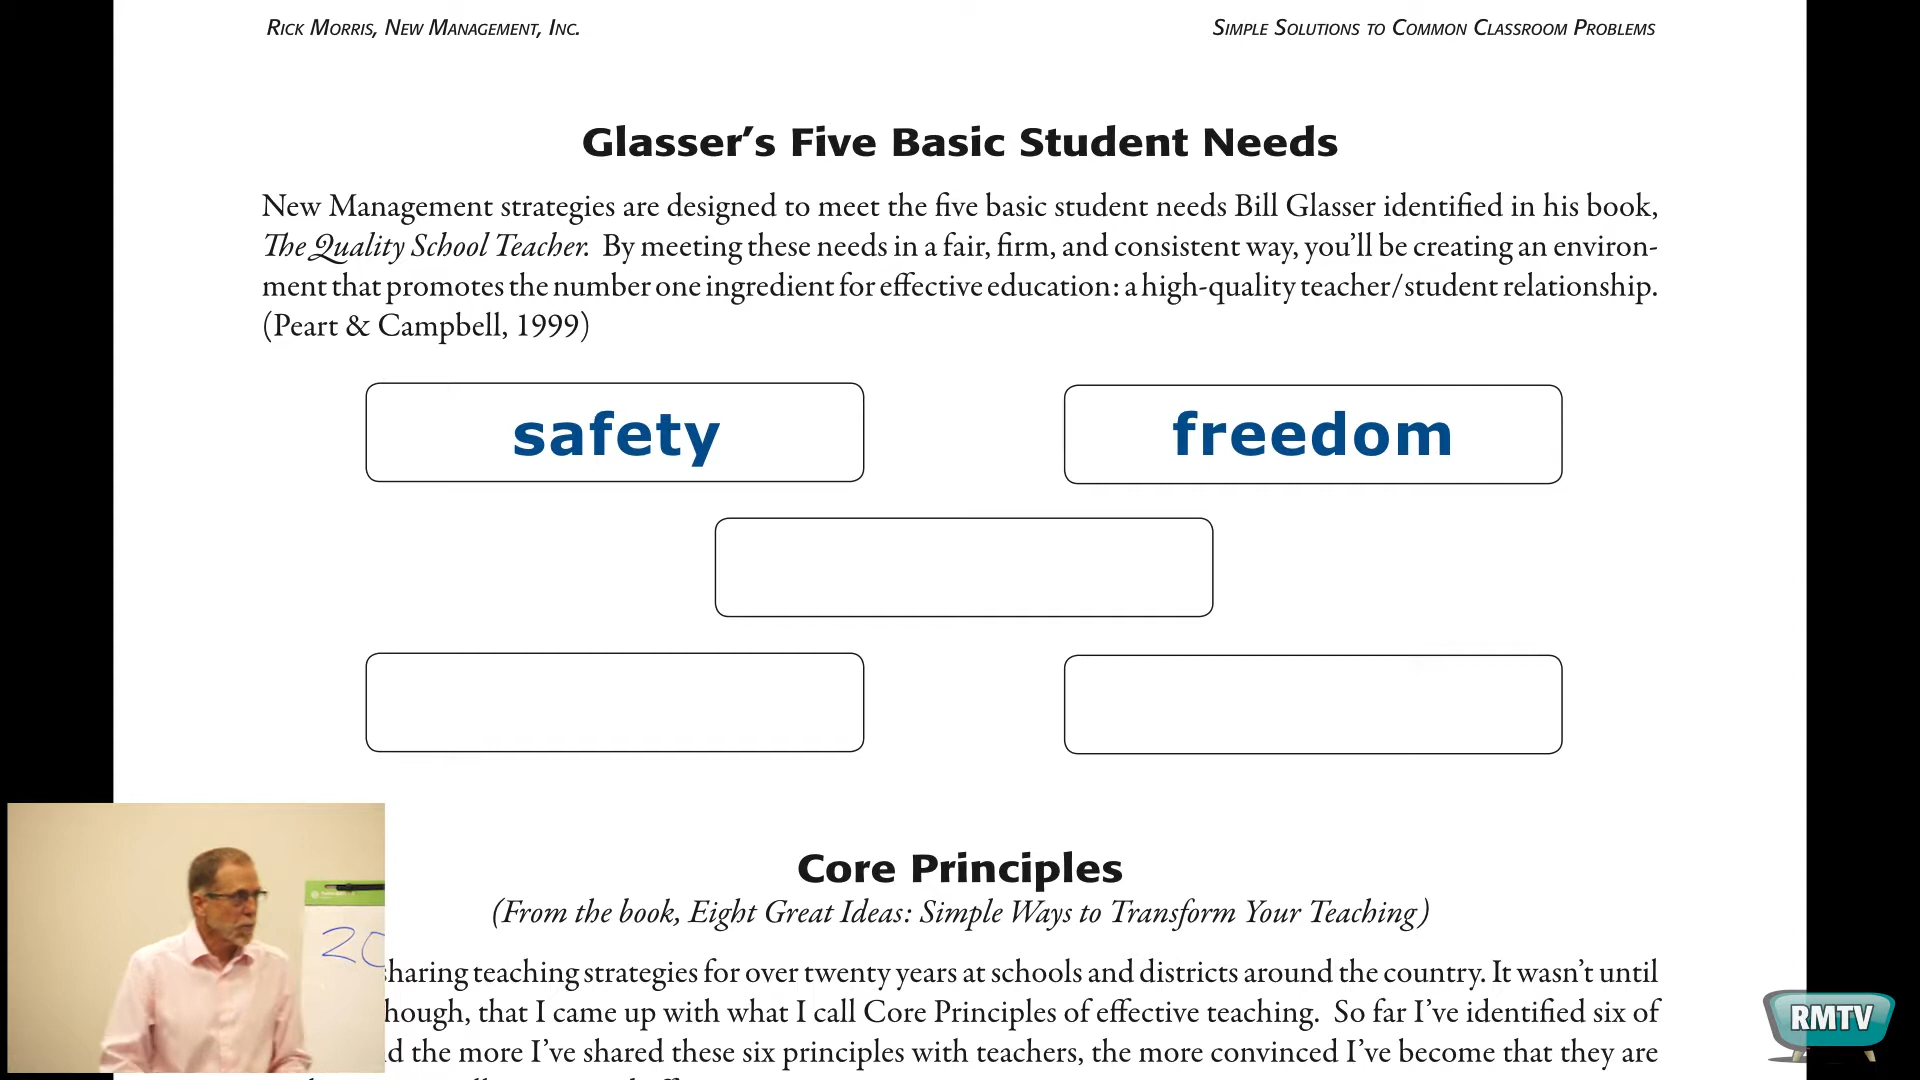 Rick Morris, New Management, Inc.
Simple Solutions to Common Classroom Problems
Glasser’s Five Basic Student Needs
New Management strategies are designed to meet the five basic student needs Bill Glasser identified in his book,
The Quality School Teacher. By meeting these needs in a fair, firm, and consistent way, you’ll be creating an environ-
ment that promotes the number one ingredient for effective education: a high-quality teacher/student relationship.
(Peart & Campbell, 1999)
safety
freedom
Core Principles
(From the book, Eight Great Ideas: Simple Ways to Transform Your Teaching)
sharing teaching strategies for over twenty years at schools and districts around the country. It wasn’t until
hough, that I came up with what I call Core Principles of effective teaching. So far I’ve identified six of
d the more I’ve shared these six principles with teachers, the more convinced I’ve become that they are
20
RMTV